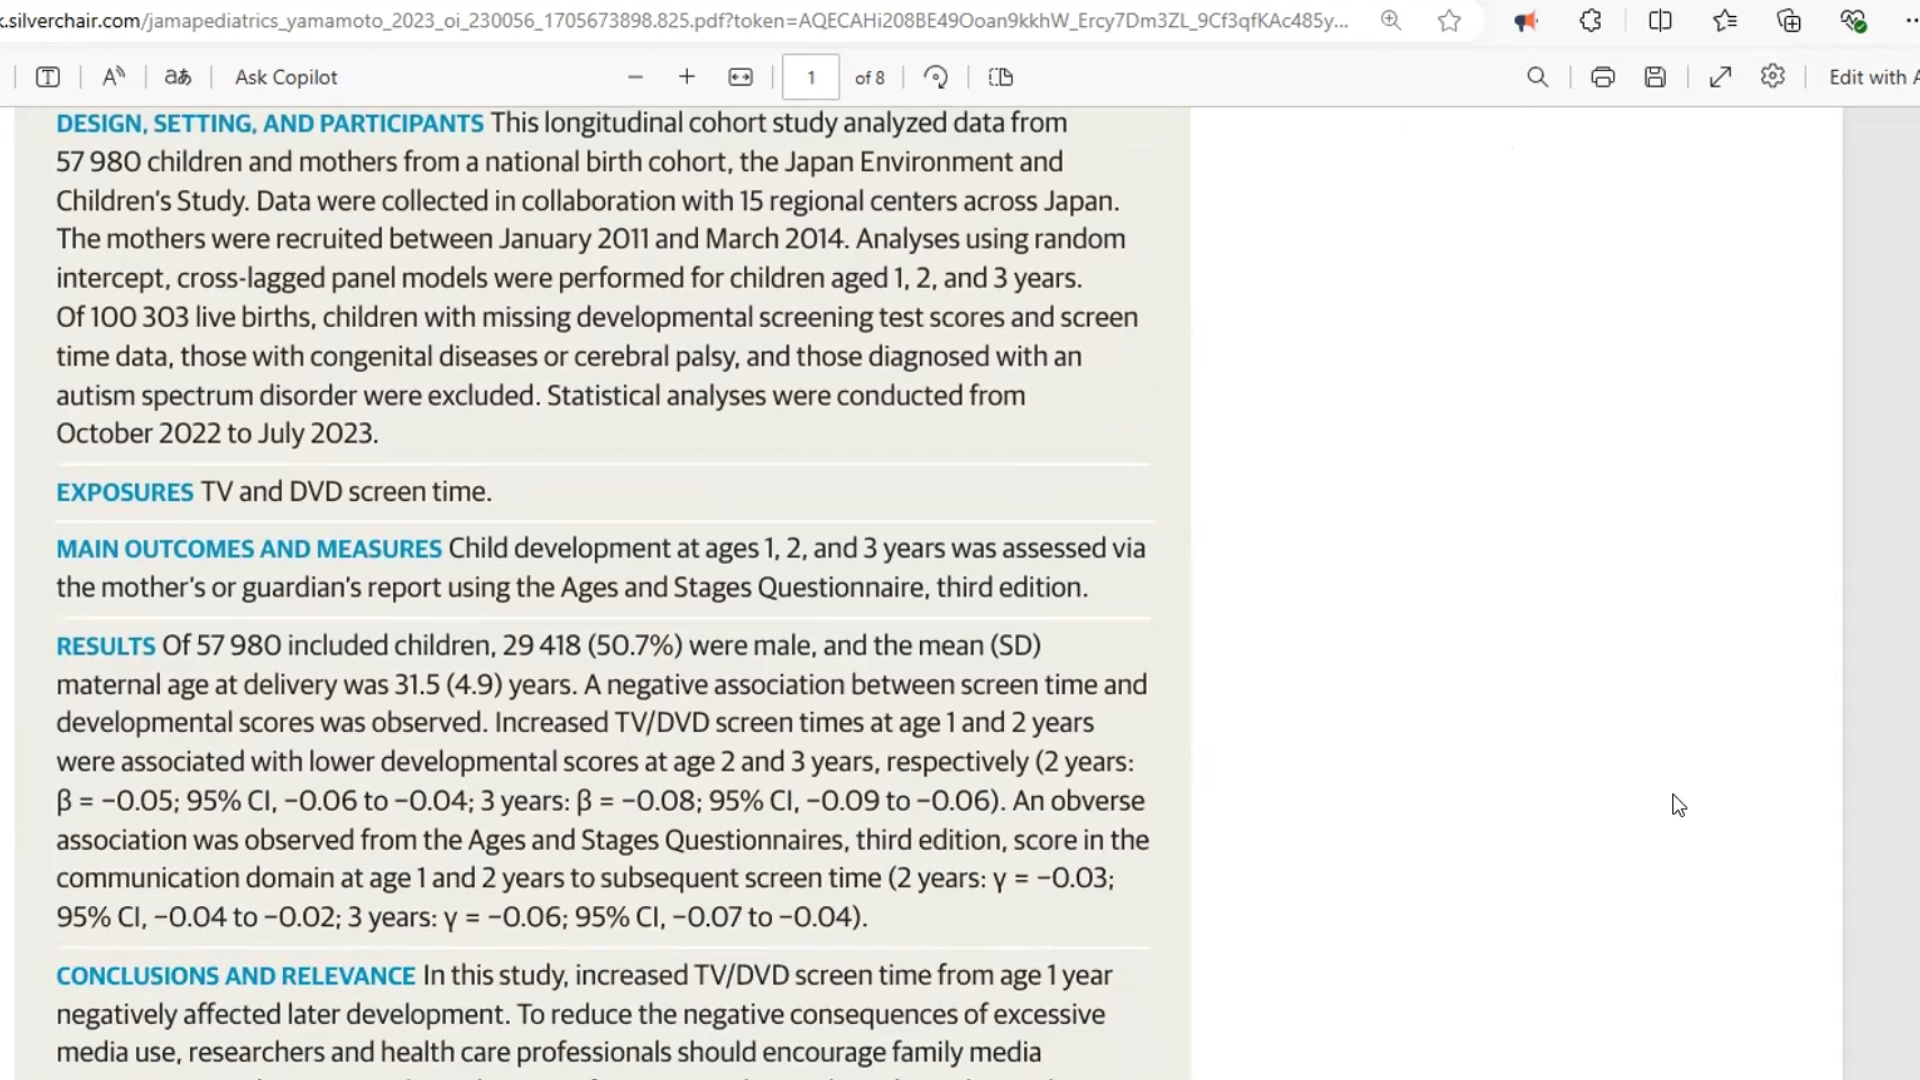 k.silverchair.com/jamapediatrics_yamamoto_2023_oi_230056_1705673898.825.pdf?token=AQECAHi208BE49Ooan9kkhW_Ercy7Dm3ZL_9Cf3qfKAc485y...
Ask Copilot
1 of 8
Edit with A
DESIGN, SETTING, AND PARTICIPANTS This longitudinal cohort study analyzed data from
57 980 children and mothers from a national birth cohort, the Japan Environment and
Children's Study. Data were collected in collaboration with 15 regional centers across Japan.
The mothers were recruited between January 2011 and March 2014. Analyses using random
intercept, cross-lagged panel models were performed for children aged 1, 2, and 3 years.
Of 100 303 live births, children with missing developmental screening test scores and screen
time data, those with congenital diseases or cerebral palsy, and those diagnosed with an
autism spectrum disorder were excluded. Statistical analyses were conducted from
October 2022 to July 2023.
EXPOSURES TV and DVD screen time.
MAIN OUTCOMES AND MEASURES Child development at ages 1, 2, and 3 years was assessed via
the mother's or guardian's report using the Ages and Stages Questionnaire, third edition.
RESULTS Of 57 980 included children, 29 418 (50.7%) were male, and the mean (SD)
maternal age at delivery was 31.5 (4.9) years. A negative association between screen time and
developmental scores was observed. Increased TV/DVD screen times at age 1 and 2 years
were associated with lower developmental scores at age 2 and 3 years, respectively (2 years:
β = −0.05; 95% CI, −0.06 to −0.04; 3 years: β = −0.08; 95% CI, −0.09 to −0.06). An obverse
association was observed from the Ages and Stages Questionnaires, third edition, score in the
communication domain at age 1 and 2 years to subsequent screen time (2 years: γ = −0.03;
95% CI, −0.04 to −0.02; 3 years: γ = −0.06; 95% CI, −0.07 to −0.04).
CONCLUSIONS AND RELEVANCE In this study, increased TV/DVD screen time from age 1 year
negatively affected later development. To reduce the negative consequences of excessive
media use, researchers and health care professionals should encourage family media